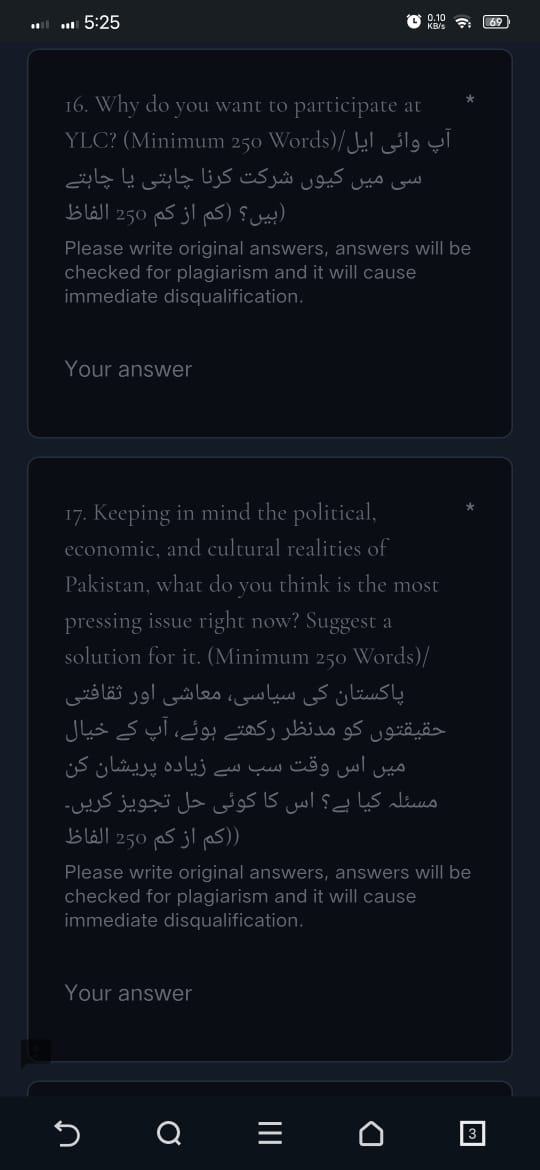 5:25
0.10
KB/s
69
16. Why do you want to participate at *
YLC? (Minimum 250 Words)/آپ وائی ایل
سی میں کیوں شرکت کرنا چاہتی یا چاہتے
ہیں؟ (کم از کم 250 الفاظ)
Please write original answers, answers will be
checked for plagiarism and it will cause
immediate disqualification.
Your answer
17. Keeping in mind the political, *
economic, and cultural realities of
Pakistan, what do you think is the most
pressing issue right now? Suggest a
solution for it. (Minimum 250 Words)/
پاکستان کی سیاسی، معاشی اور ثقافتی
حقیقتوں کو مدنظر رکھتے ہوئے، آپ کے خیال
میں اس وقت سب سے زیادہ پریشان کن
مسئلہ کیا ہے؟ اس کا کوئی حل تجویز کریں۔
((کم از کم 250 الفاظ
Please write original answers, answers will be
checked for plagiarism and it will cause
immediate disqualification.
Your answer
3